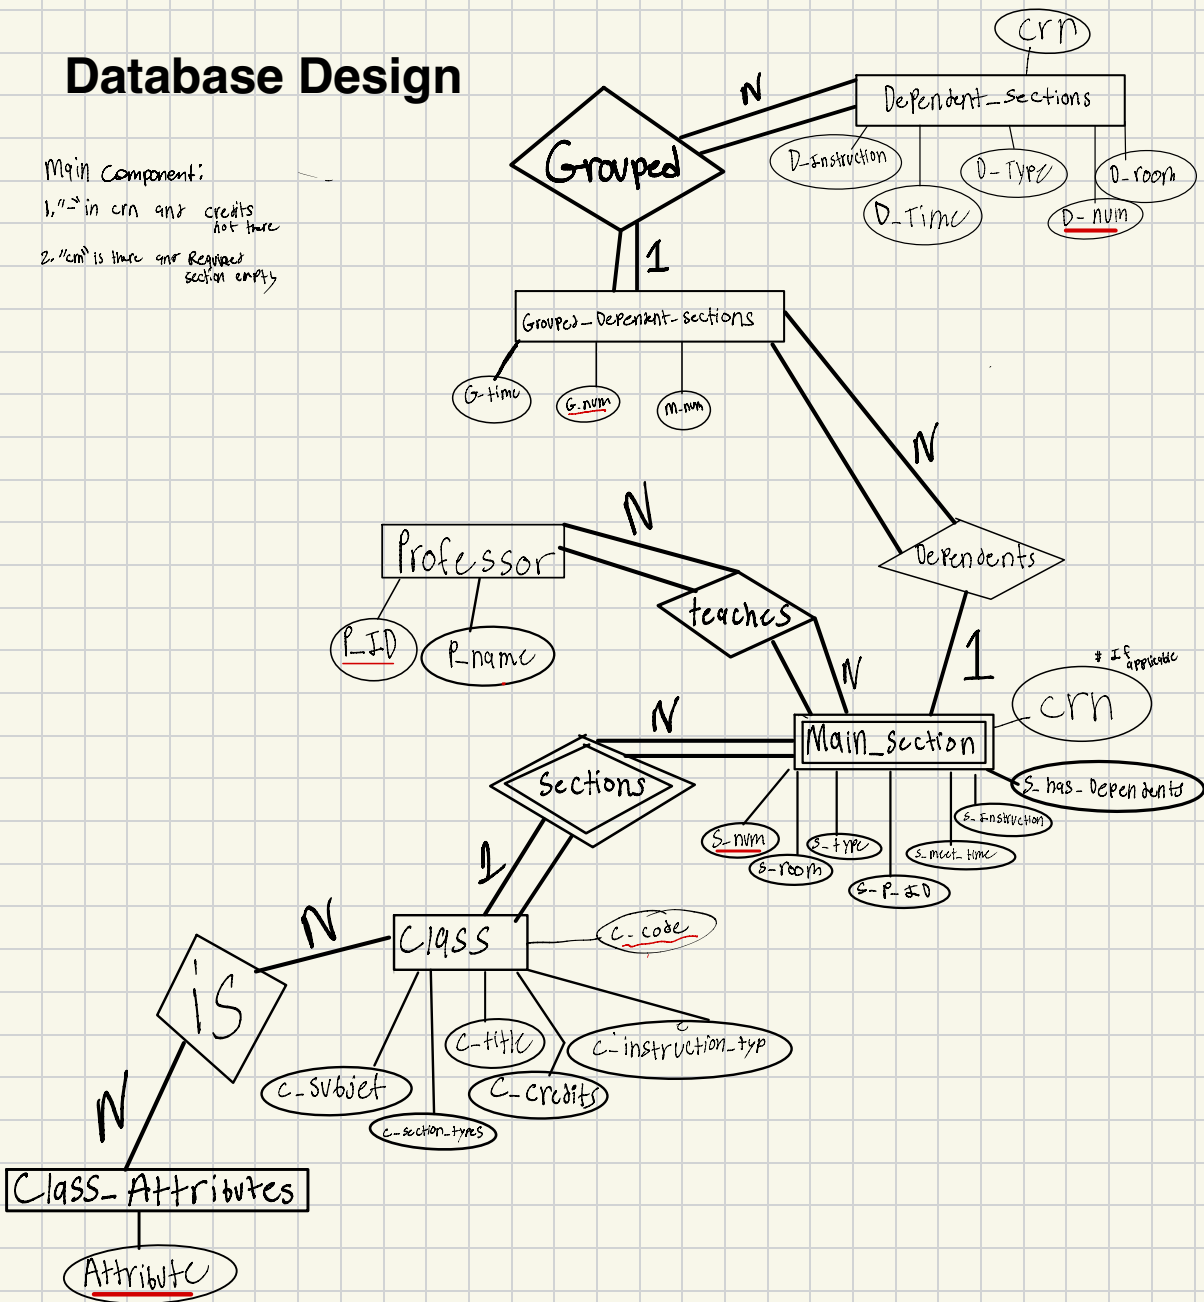 Database Design
crn
Dependent_sections
N
Grouped
D_Instruction
D_Type
D_room
D_Time
D_num
Main component:
1. "-" in crn and credits
not there
2. "crn" is there and Required
section empty
1
Grouped_Dependent_sections
G-time
G_num
M_num
N
N
Professor
Dependents
teaches
P_ID
P_name
N
1
* If
applicable
crn
N
Main_section
Sections
S_has_Dependents
S_Instruction
S_num
S_type
S_meet_time
S_room
S_P_ID
1
N
Class
C_code
is
C_title
C_instruction_typ
C_subjet
C_credits
C_section_types
N
Class_Attributes
Attribute